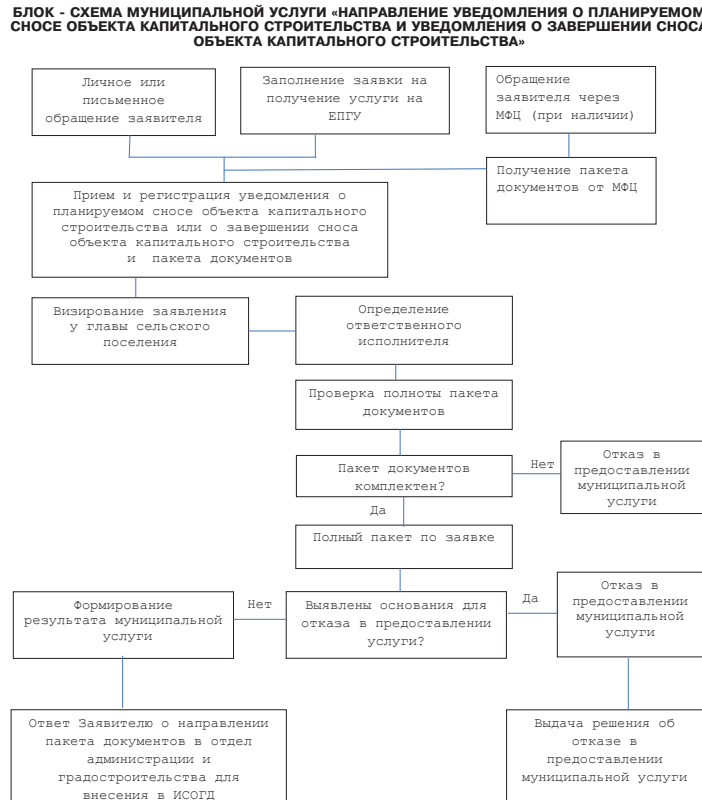 БЛОК - СХЕМА МУНИЦИПАЛЬНОЙ УСЛУГИ «НАПРАВЛЕНИЕ УВЕДОМЛЕНИЯ О ПЛАНИРУЕМОМ
СНОСЕ ОБЪЕКТА КАПИТАЛЬНОГО СТРОИТЕЛЬСТВА И УВЕДОМЛЕНИЯ О ЗАВЕРШЕНИИ СНОСА
ОБЪЕКТА КАПИТАЛЬНОГО СТРОИТЕЛЬСТВА»
Личное или
письменное
обращение заявителя
Заполнение заявки на
получение услуги на
ЕПГУ
Обращение
заявителя через
МФЦ (при наличии)
Получение пакета
документов от МФЦ
Прием и регистрация уведомления о
планируемом сносе объекта капитального
строительства или о завершении сноса
объекта капитального строительства
и пакета документов
Визирование заявления
у главы сельского
поселения
Определение
ответственного
исполнителя
Проверка полноты пакета
документов
Пакет документов
комплектен?
Нет
Отказ в
предоставлении
муниципальной
услуги
Да
Полный пакет по заявке
Формирование
результата муниципальной
услуги
Нет
Выявлены основания для
отказа в предоставлении
услуги?
Да
Отказ в
предоставлении
муниципальной
услуги
Ответ Заявителю о направлении
пакета документов в отдел
администрации и
градостроительства для
внесения в ИСОГД
Выдача решения об
отказе в
предоставлении
муниципальной услуги